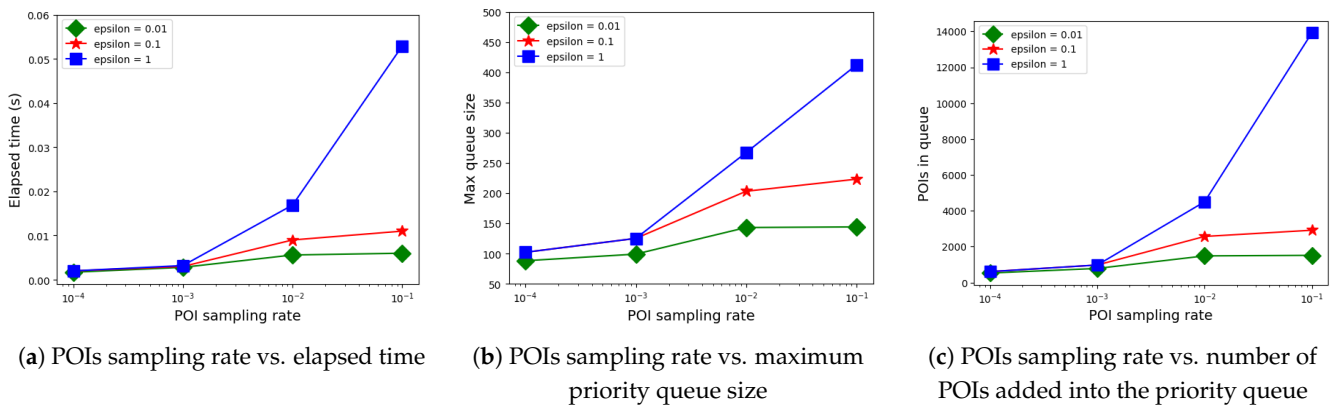 0.06
0.05
0.04
0.03
0.02
0.01
0.00
Elapsed time (s)
epsilon = 0.01
epsilon = 0.1
epsilon = 1
10⁻⁴ 10⁻³ 10⁻² 10⁻¹
POI sampling rate
(a) POIs sampling rate vs. elapsed time
500
450
400
350
300
250
200
150
100
50
Max queue size
epsilon = 0.01
epsilon = 0.1
epsilon = 1
10⁻⁴ 10⁻³ 10⁻² 10⁻¹
POI sampling rate
(b) POIs sampling rate vs. maximum
priority queue size
14000
12000
10000
8000
6000
4000
2000
0
POIs in queue
epsilon = 0.01
epsilon = 0.1
epsilon = 1
10⁻⁴ 10⁻³ 10⁻² 10⁻¹
POI sampling rate
(c) POIs sampling rate vs. number of
POIs added into the priority queue